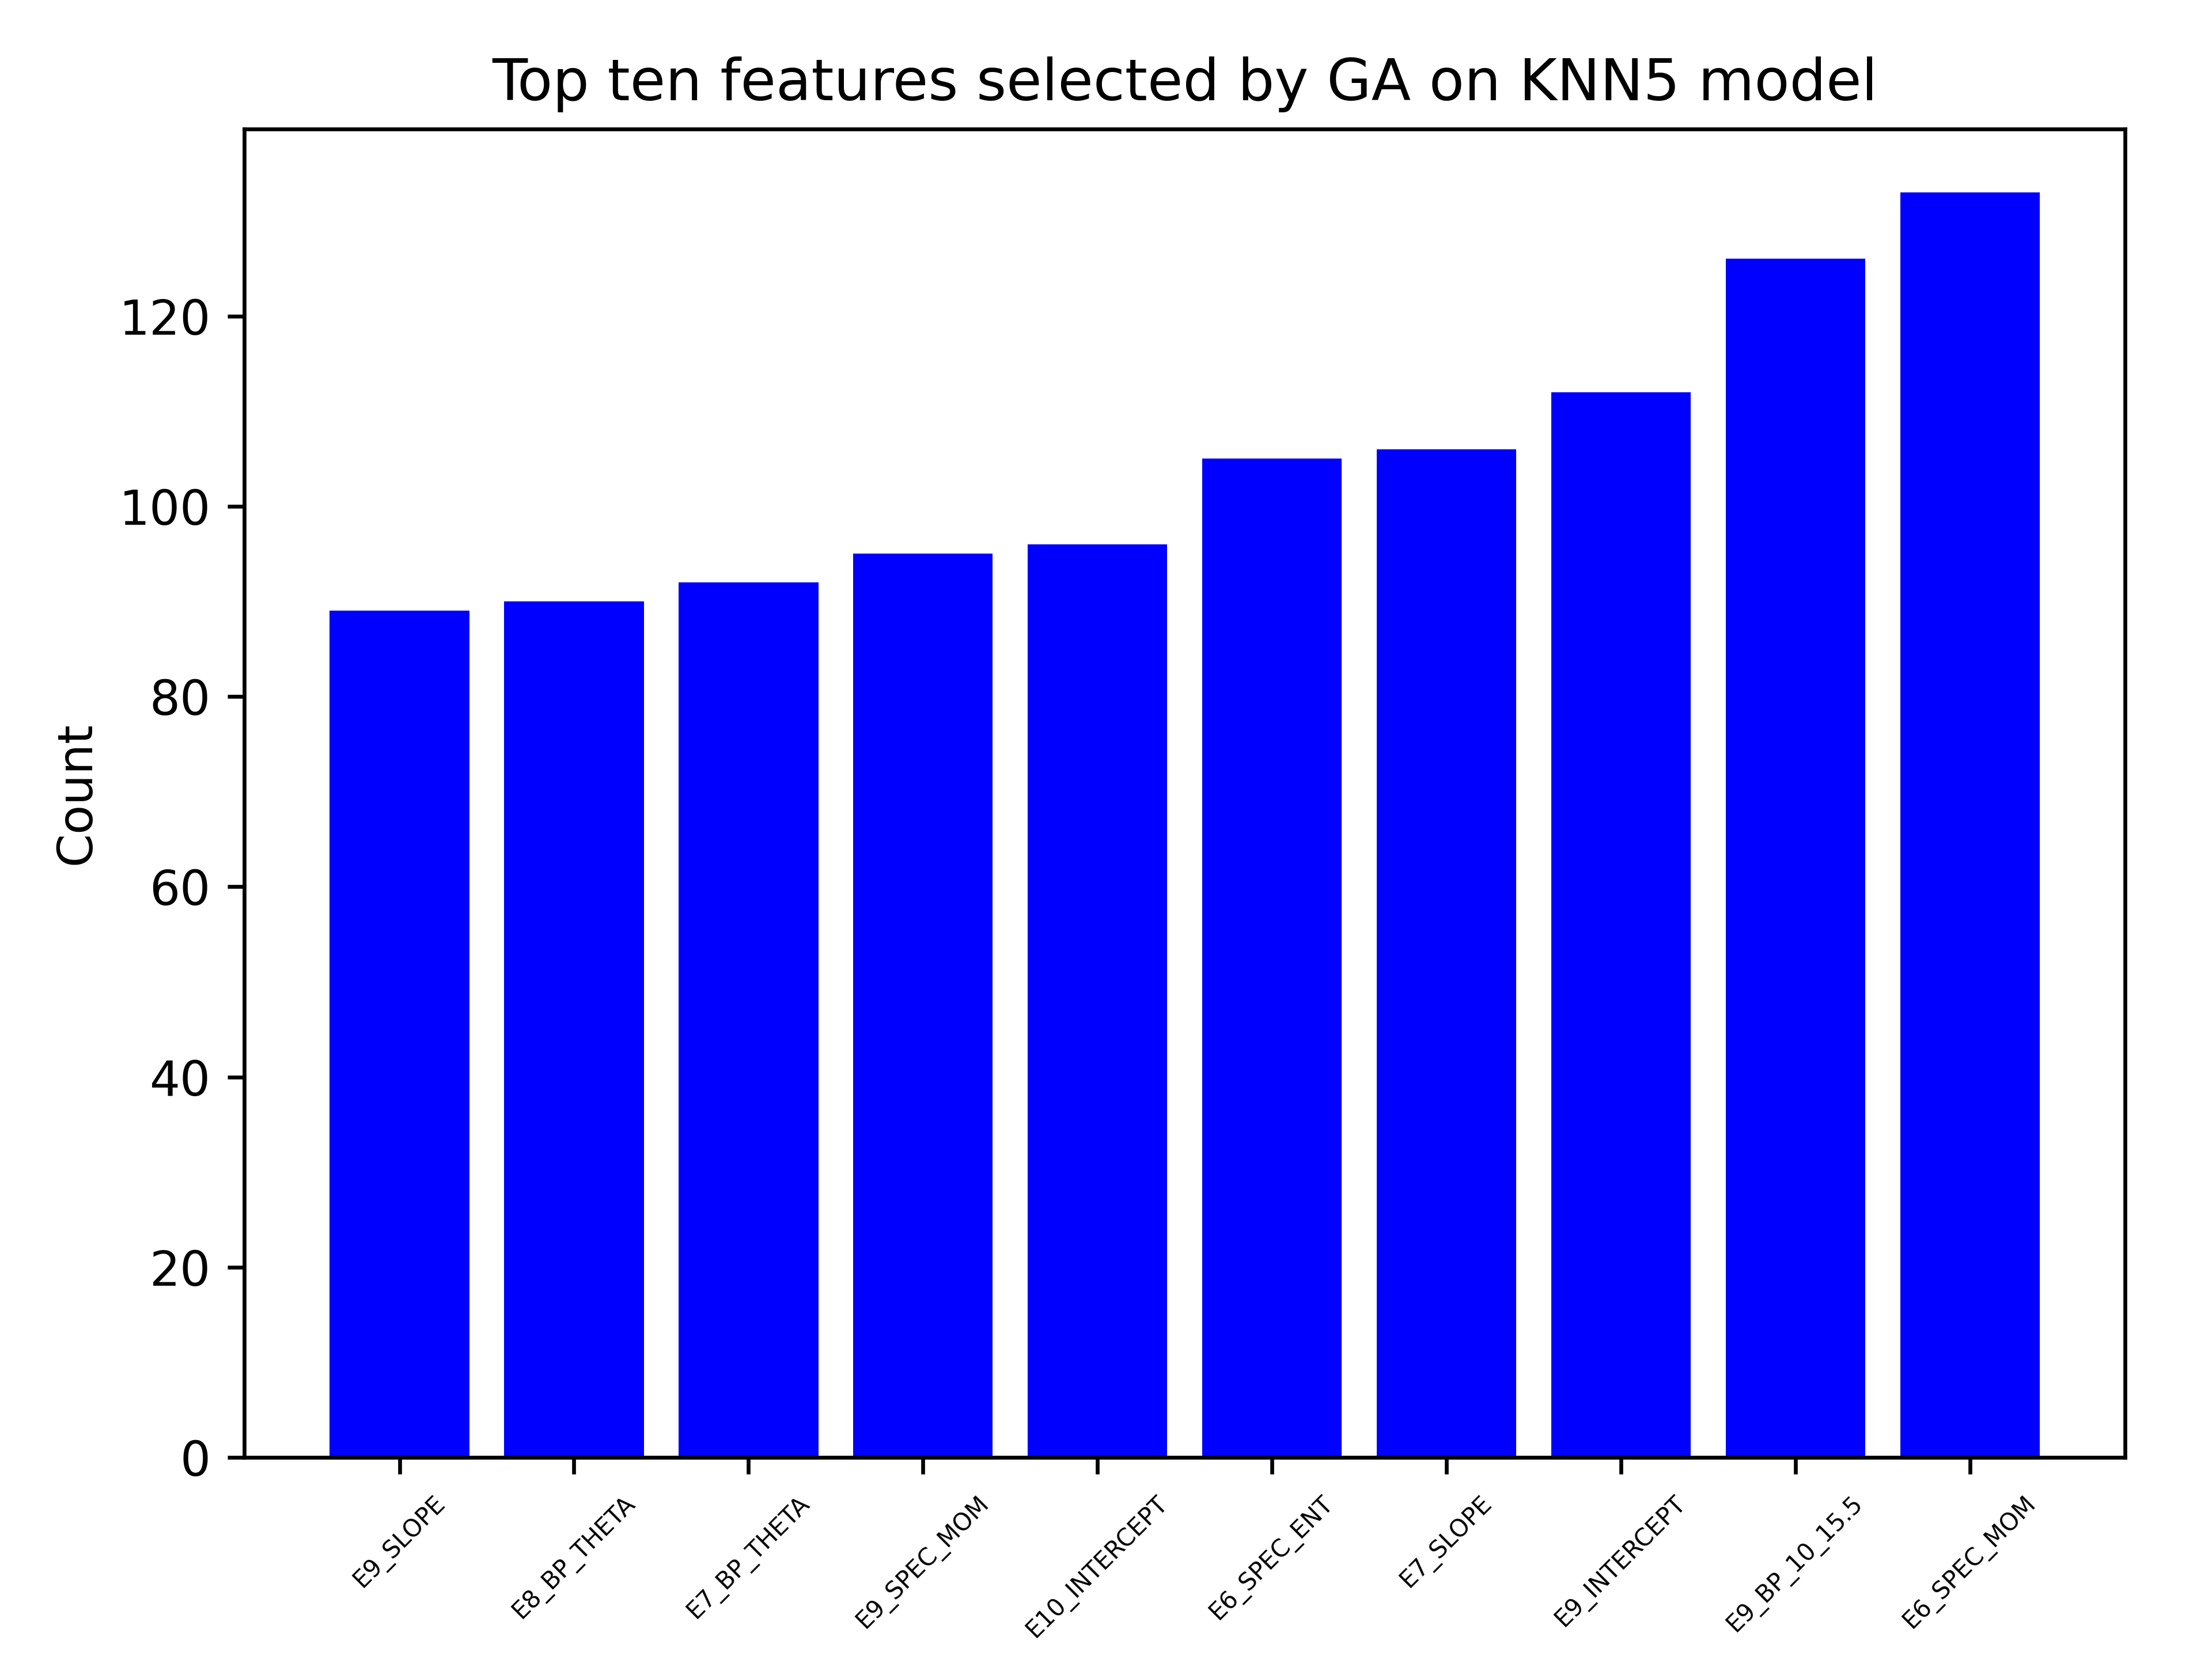 Top ten features selected by GA on KNN5 model
Count
120
100
80
60
40
20
0
E9_SLOPE
E8_BP_THETA
E7_BP_THETA
E9_SPEC_MOM
E10_INTERCEPT
E6_SPEC_ENT
E7_SLOPE
E9_INTERCEPT
E9_BP_10_15.5
E6_SPEC_MOM